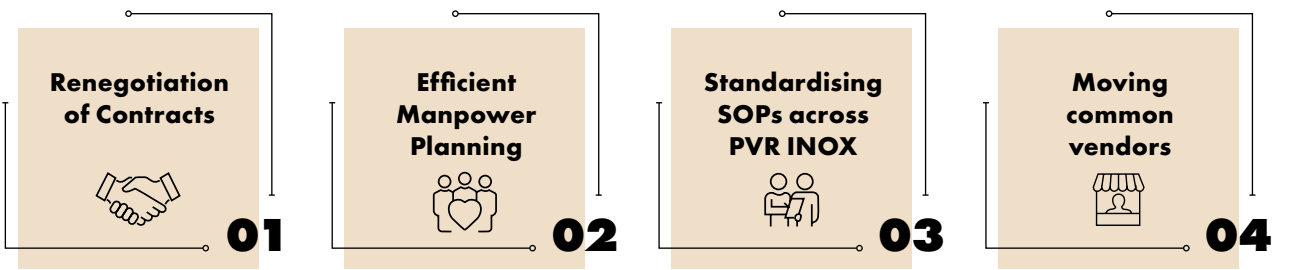 Renegotiation
of Contracts
01
Efficient
Manpower
Planning
02
Standardising
SOPs across
PVR INOX
03
Moving
common
vendors
04